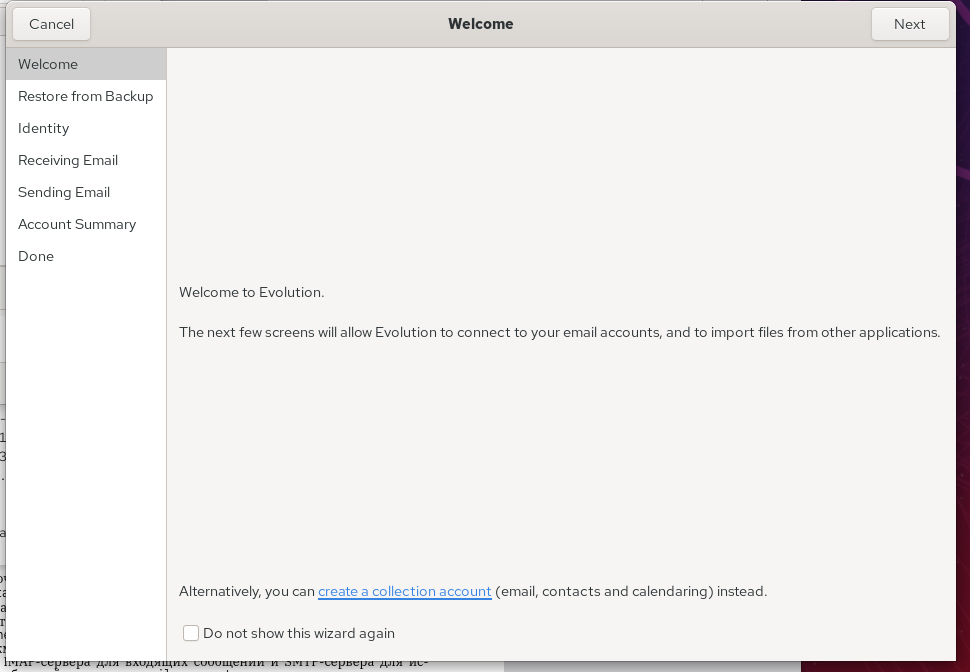 Cancel
Welcome
Next
Welcome
Restore from Backup
Identity
Receiving Email
Sending Email
Account Summary
Done
Welcome to Evolution.
The next few screens will allow Evolution to connect to your email accounts, and to import files from other applications.
Alternatively, you can create a collection account (email, contacts and calendaring) instead.
Do not show this wizard again
IMAP-сервера для входящих сообщений и SMTP-сервера для ис-